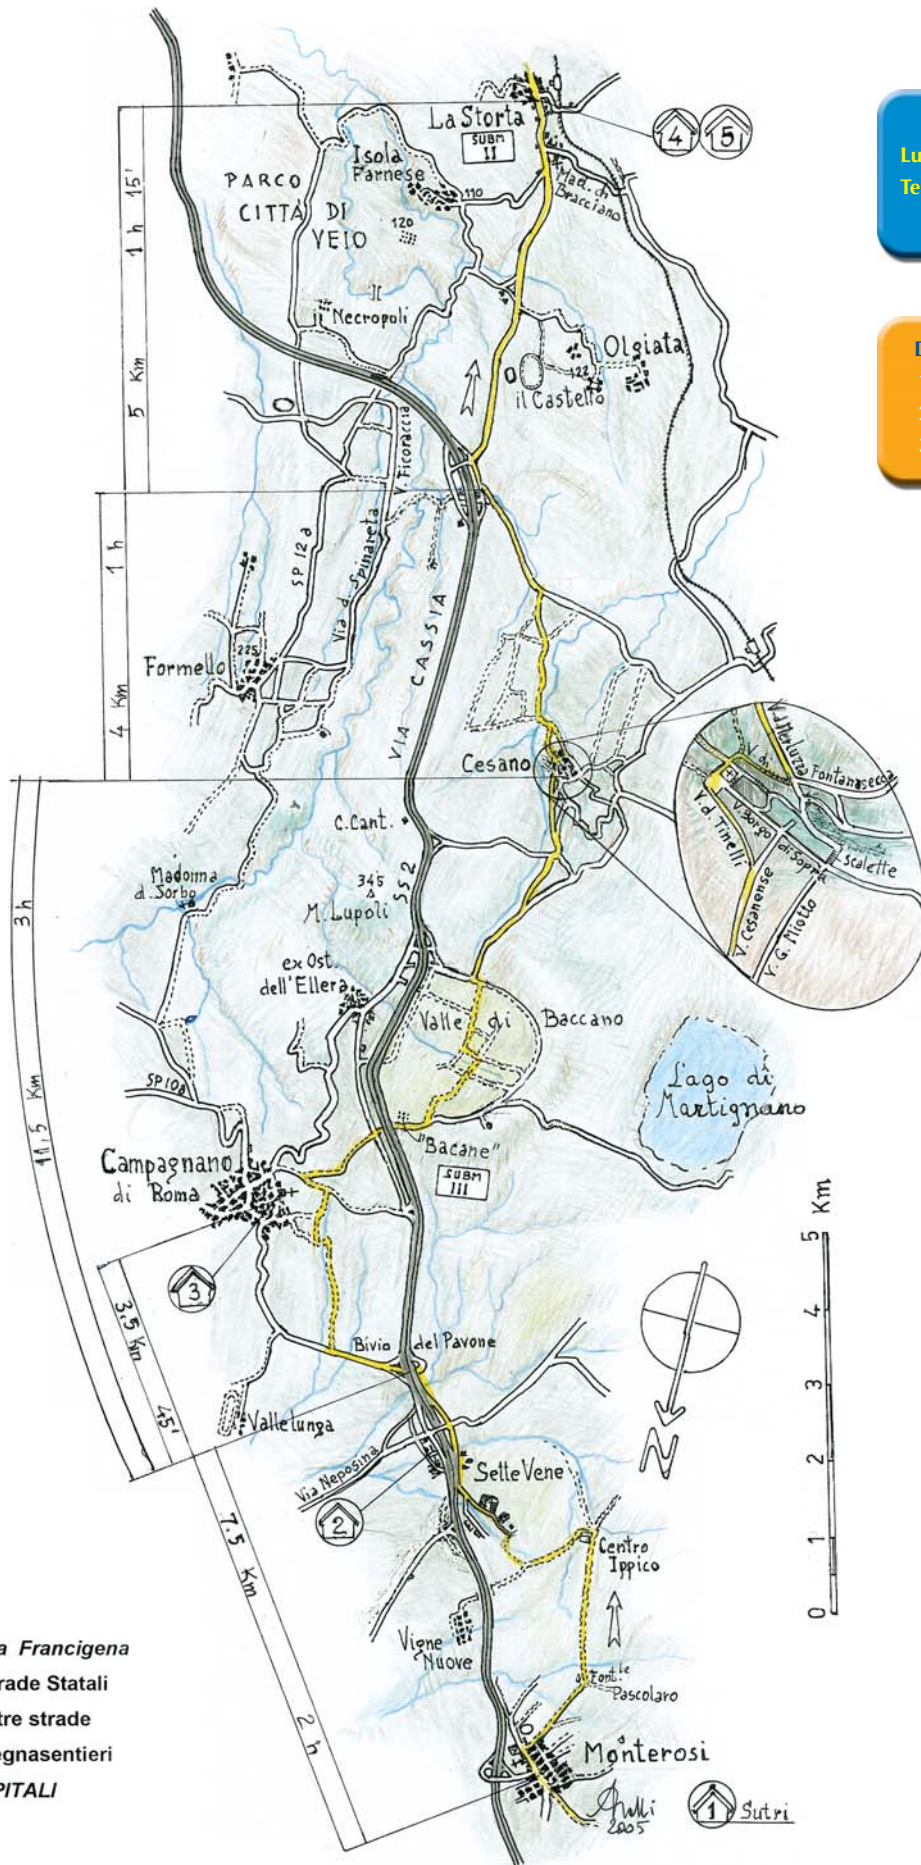 La Storta
SUBM
II
4
5
Lu
Te
Isola
Farnese
110
Mad. di
Bracciano
PARCO
CITTÀ DI
VEIO
120
1 h 15'
5 Km
Necropoli
Olgiata
122
il Castello
D
V. Ficoraccia
SP 12a
Via d. Spinareta
1 h
4 Km
VIA CASSIA
Formello
225
Cesano
V. d. Merluzza
Fontanasecca
V. d. Tinelli
V. Borgo
di Sopra
Scalette
V. Cesanense
V. G. Miotto
C. Cant.
345
M. Lupoli
SS2
Madonna
d. Sorbo
ex Ost.
dell'Ellera
3h
11,5 Km
Valle di Baccano
Lago di
Martignano
SP10a
"Bacane"
SUBM
III
Campagnano
di Roma
3
3,5 Km
45'
Bivio del Pavone
Vallelunga
Km
5
4
3
2
1
0
N
Via Neposina
Sette Vene
2
7.5 Km
2 h
Centro
Ippico
Vigne
Nuove
Font.le
Pascolaro
Monterosi
2005
1 Sutri
a Francigena
rade Statali
tre strade
egnasentieri
PITALI